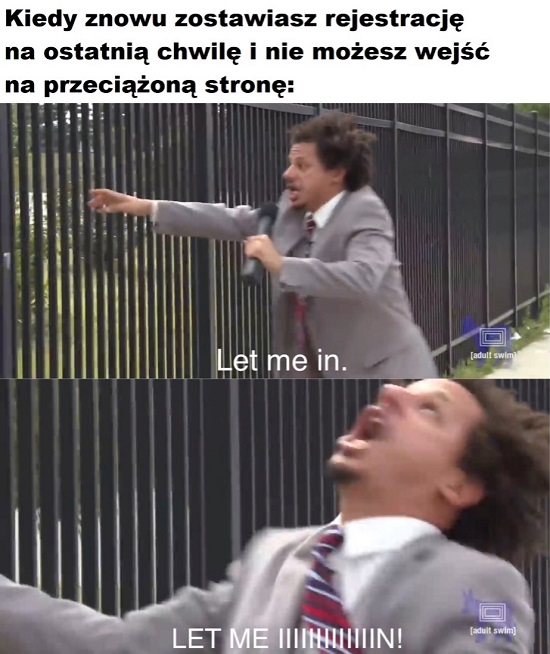 Kiedy znowu zostawiasz rejestrację
na ostatnią chwilę i nie możesz wejść
na przeciążoną stronę:
Let me in.
[adult swim]
LET ME IIIIIIIIIIIIN!
[adult swim]